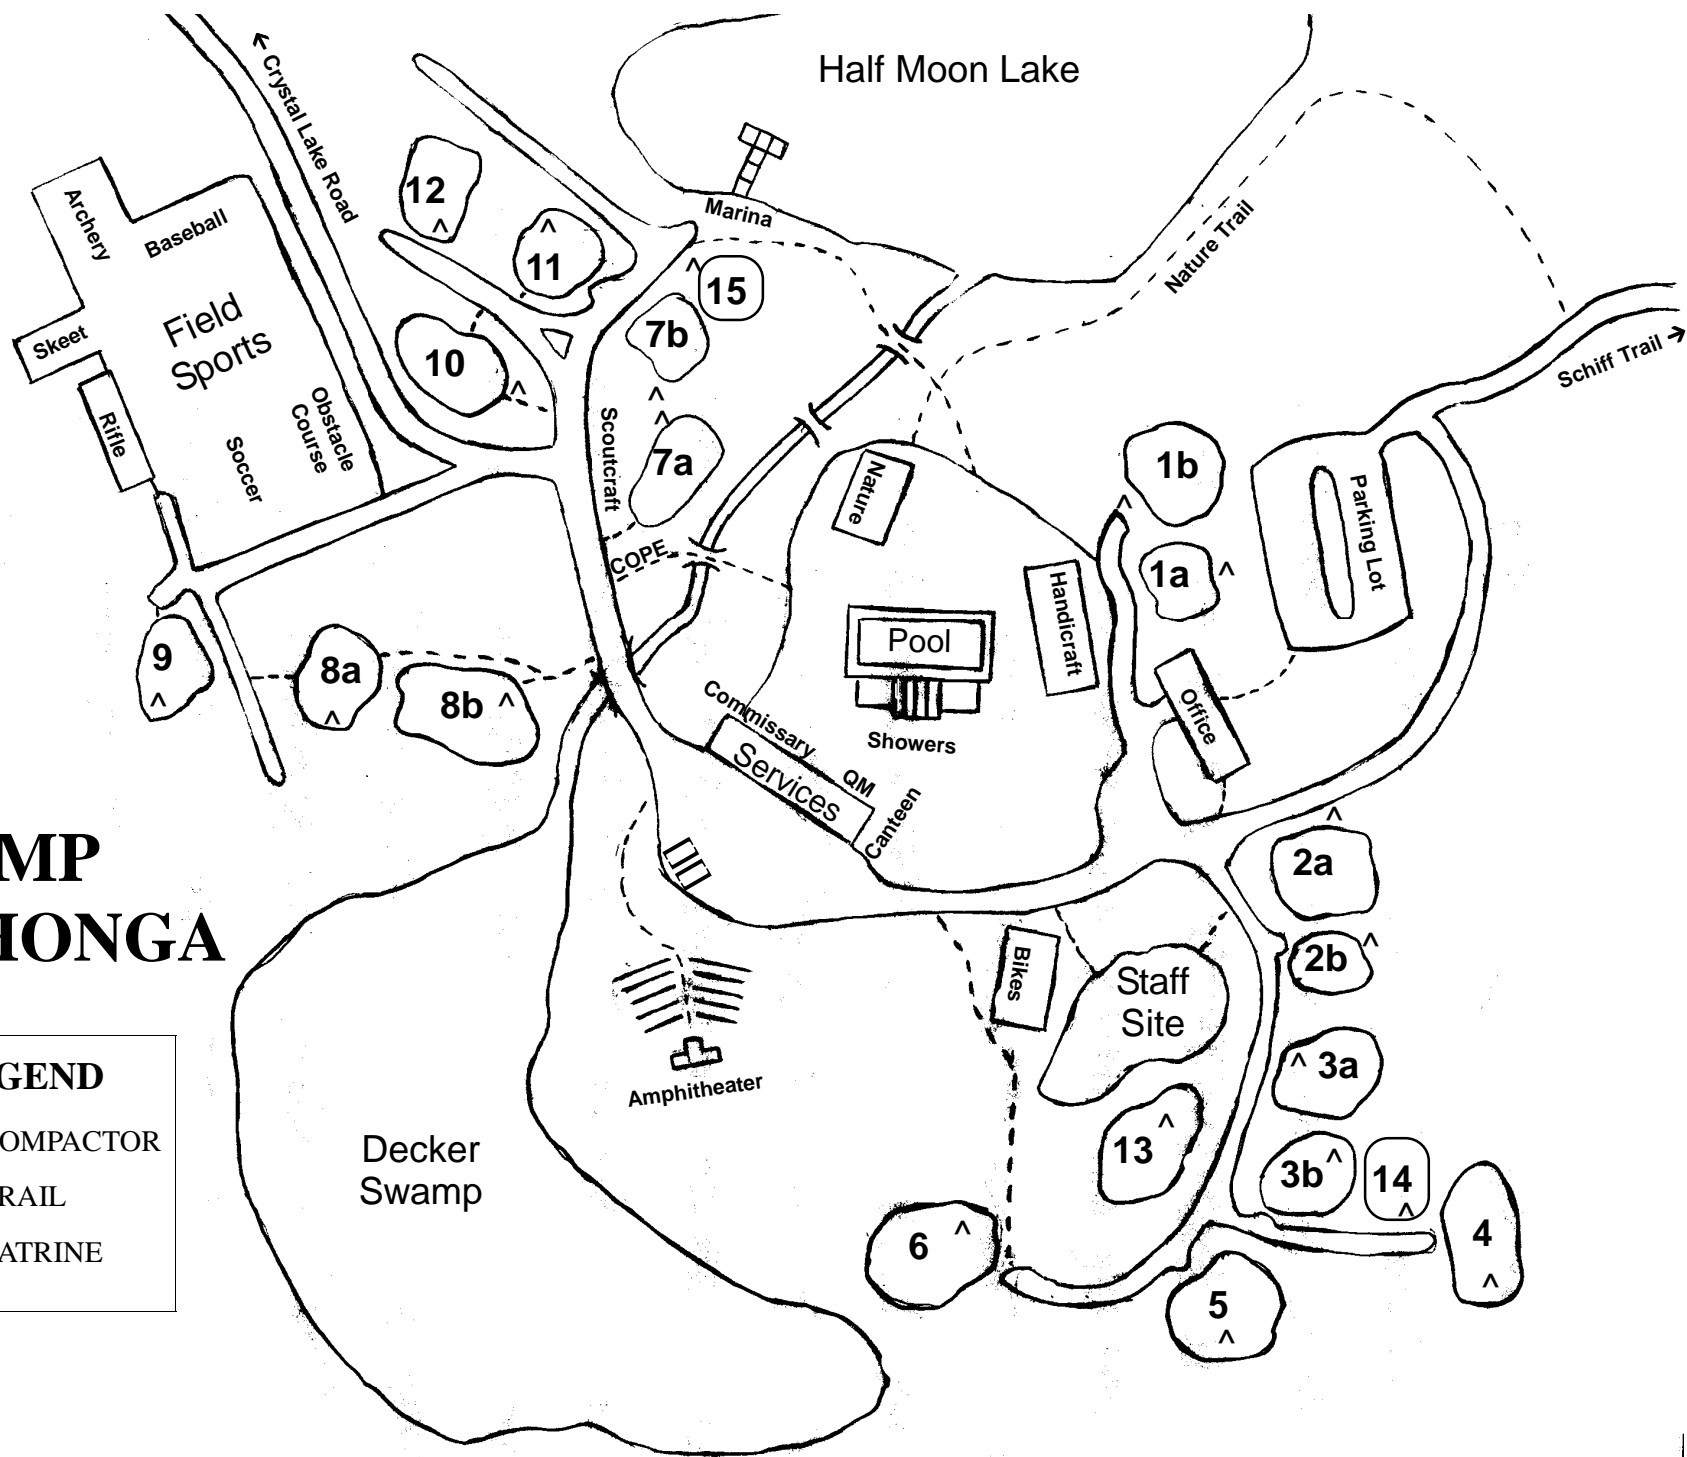 Half Moon Lake
← Crystal Lake Road
Marina
Nature Trail
Schiff Trail →
Archery
Baseball
Field
Sports
Skeet
Rifle
Soccer
Obstacle
Course
12
^
^
11
10
^
^
15
7b
^
^
7a
Scoutcraft
COPE
Nature
1b
^
1a ^
Parking Lot
Handicraft
Pool
Showers
Office
9
^
8a
^
8b ^
Commissary
Services
QM
Canteen
^
2a
2b ^
^ 3a
3b ^
14
^
4
^
5
^
6 ^
13 ^
Bikes
Staff
Site
Amphitheater
Decker
Swamp
MP
HONGA
GEND
OMPACTOR
RAIL
ATRINE